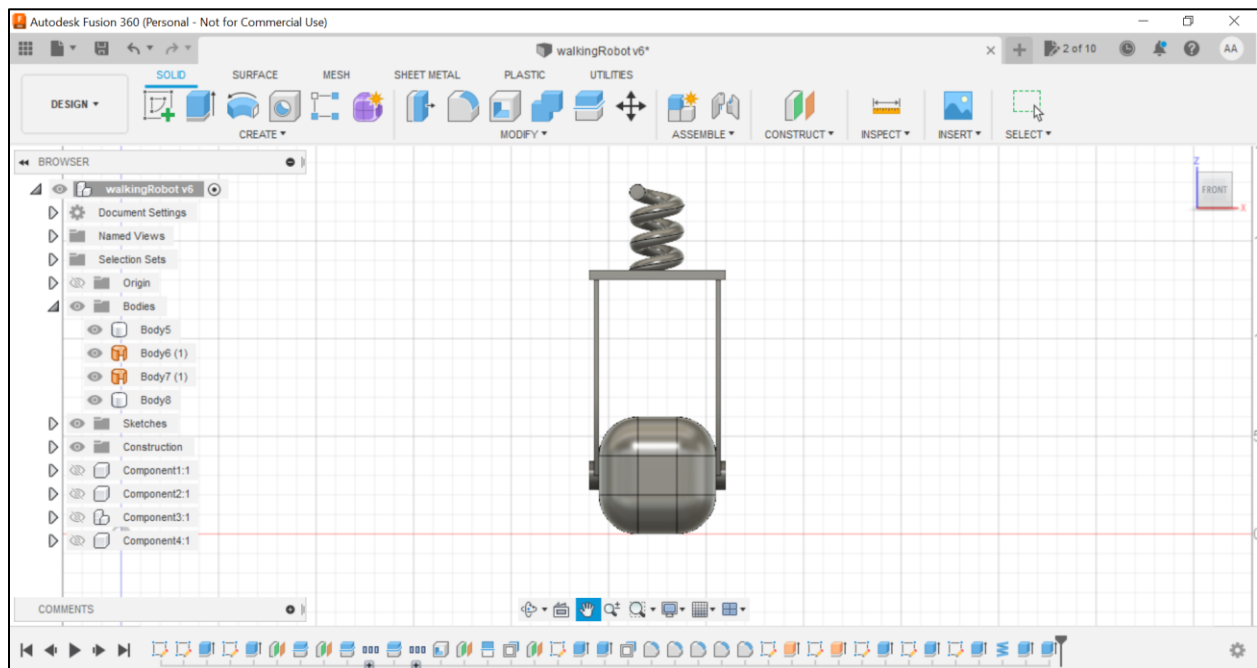 Autodesk Fusion 360 (Personal - Not for Commercial Use)
walkingRobot v6*
2 of 10
AA
DESIGN
SOLID SURFACE MESH SHEET METAL PLASTIC UTILITIES
CREATE MODIFY ASSEMBLE CONSTRUCT INSPECT INSERT SELECT
BROWSER
walkingRobot v6
Document Settings
Named Views
Selection Sets
Origin
Bodies
Body5
Body6 (1)
Body7 (1)
Body8
Sketches
Construction
Component1:1
Component2:1
Component3:1
Component4:1
Z
FRONT
X
COMMENTS